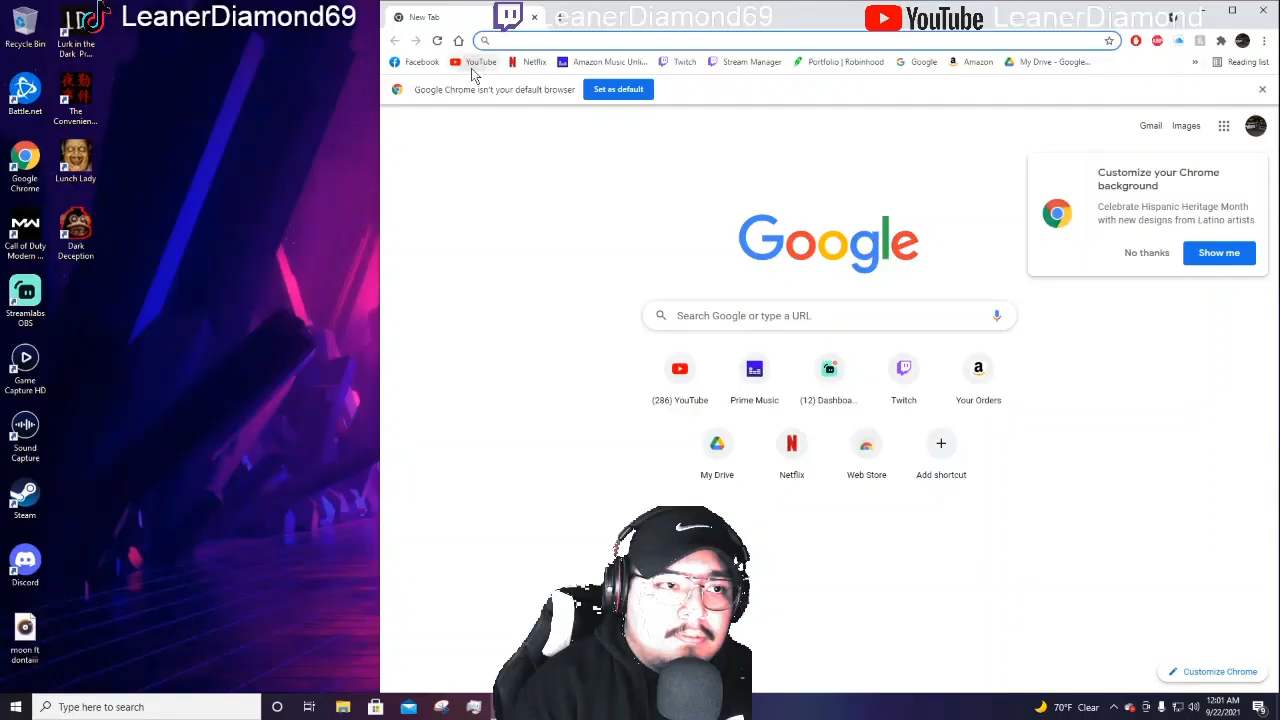 LeanerDiamond69
LeanerDiamond69
YouTube LeanerDiamond
New Tab
Facebook YouTube Netflix Amazon Music Unli... Twitch Stream Manager Portfolio | Robinhood Google Amazon My Drive - Google... » Reading list
Google Chrome isn't your default browser Set as default
Gmail Images
Customize your Chrome
background
Celebrate Hispanic Heritage Month
with new designs from Latino artists
No thanks Show me
Google
Search Google or type a URL
(286) YouTube Prime Music (12) Dashboa... Twitch Your Orders
My Drive Netflix Web Store Add shortcut
Customize Chrome
Recycle Bin
Lurk in the
Dark Pr...
Battle.net
夜勤
事件
The
Convenien...
Google
Chrome
Lunch Lady
MW
Call of Duty
Modern ...
Dark
Deception
Streamlabs
OBS
Game
Capture HD
Sound
Capture
Steam
Discord
moon ft
dontaiii
Type here to search
70°F Clear
12:01 AM
9/22/2021